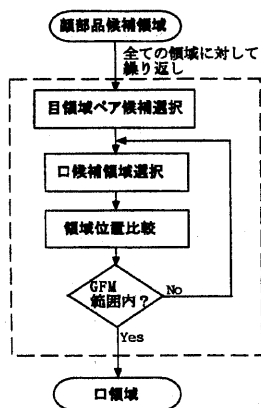 顔部品候補領域
全ての領域に対して
繰り返し
目領域ペア候補選択
口候補領域選択
領域位置比較
GFM
範囲内？
No
Yes
口領域